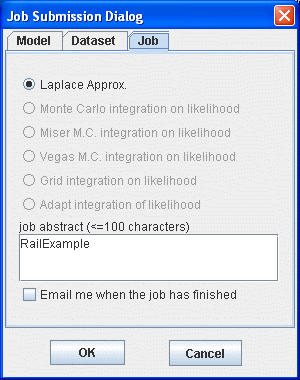 Job Submission Dialog
Model Dataset Job
Laplace Approx.
Monte Carlo integration on likelihood
Miser M.C. integration on likelihood
Vegas M.C. integration on likelihood
Grid integration on likelihood
Adapt integration of likelihood
job abstract (<=100 characters)
RailExample
Email me when the job has finished
OK Cancel